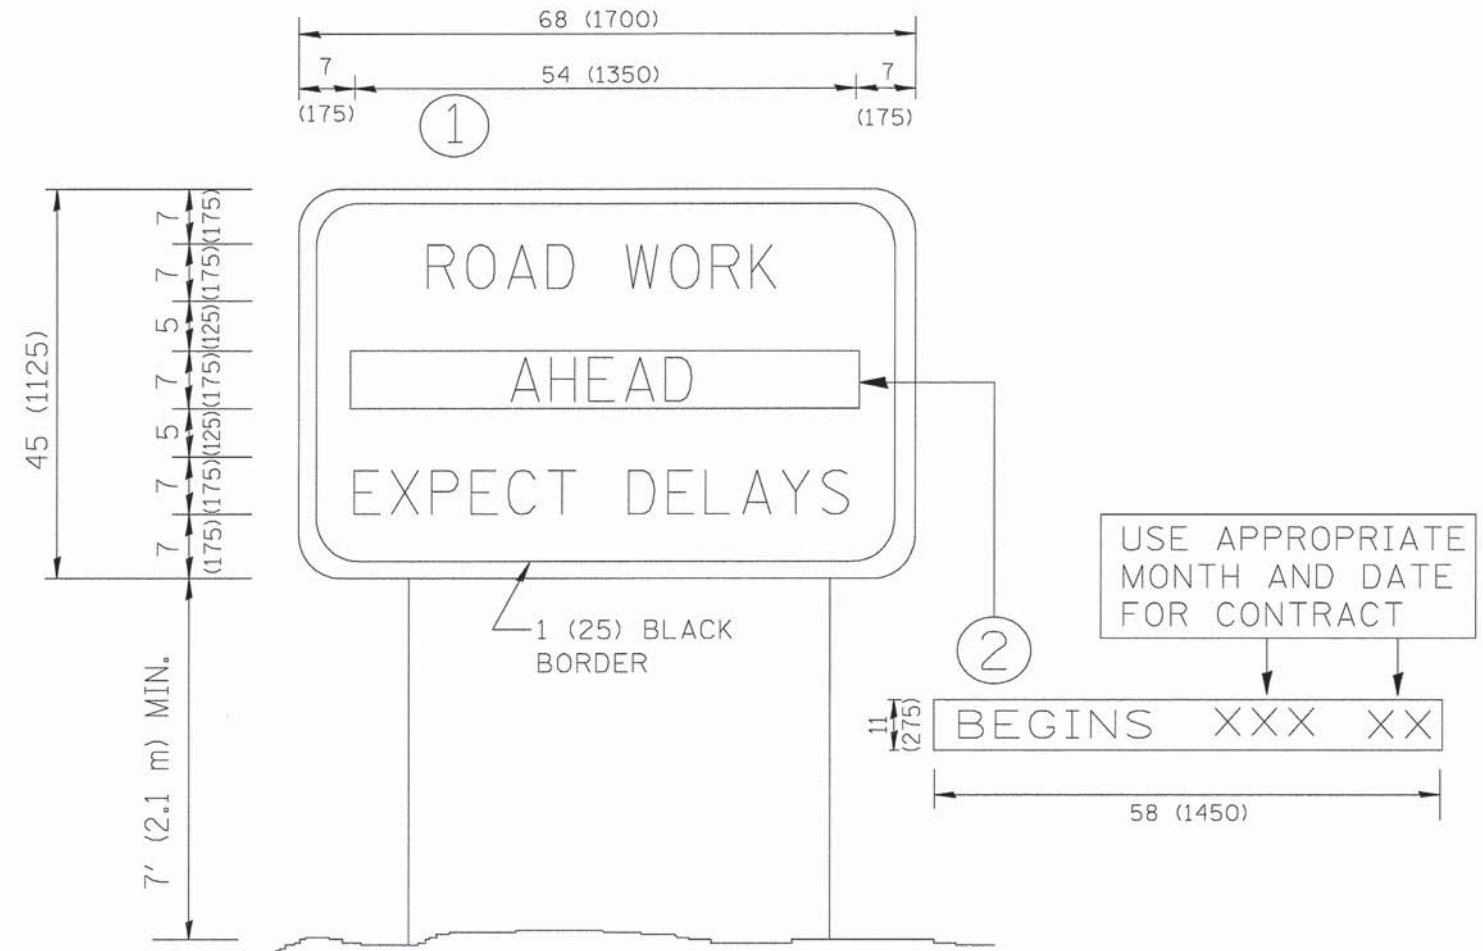 68 (1700)
7
54 (1350)
7
(175)
(175)
1
45 (1125)
7
(175)
7
(175)
5
(125)
7
(175)
5
(125)
7
(175)
7
(175)
ROAD WORK
AHEAD
EXPECT DELAYS
1 (25) BLACK
BORDER
7' (2.1 m) MIN.
USE APPROPRIATE
MONTH AND DATE
FOR CONTRACT
2
11
(275)
BEGINS XXX XX
58 (1450)